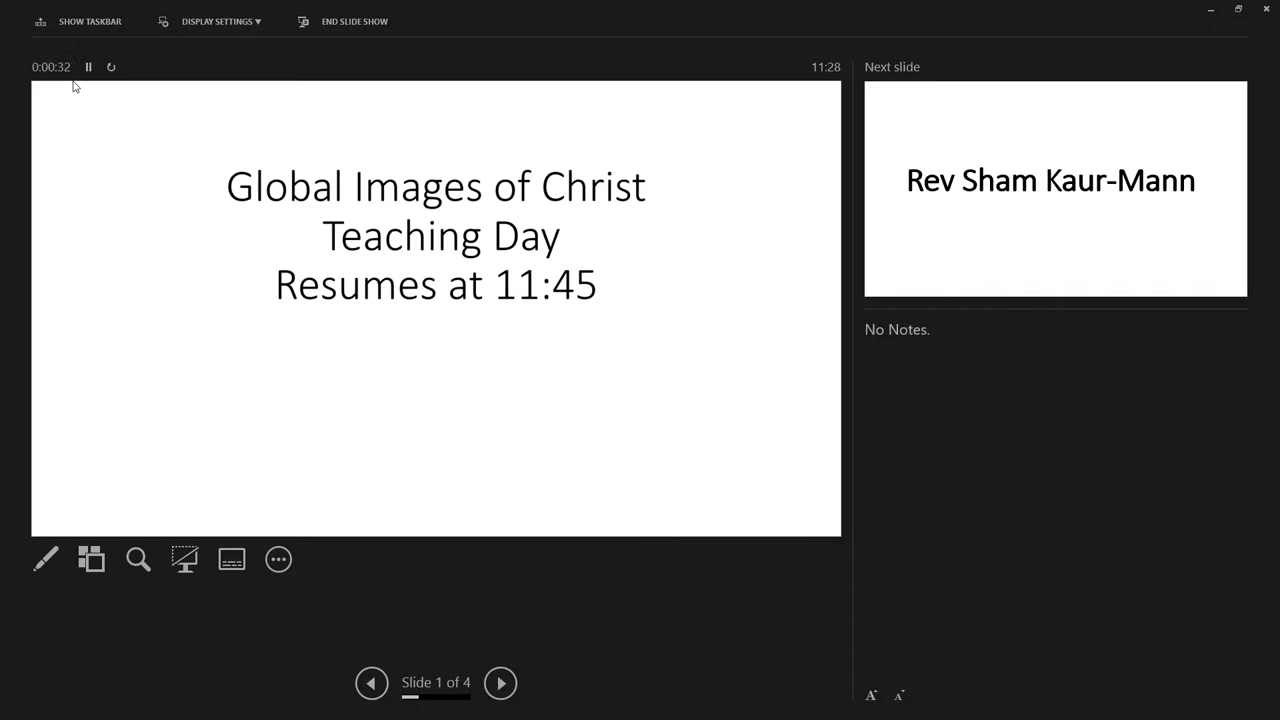 SHOW TASKBAR
DISPLAY SETTINGS ▼
END SLIDE SHOW
0:00:32
11:28
Next slide
Global Images of Christ
Teaching Day
Resumes at 11:45
Rev Sham Kaur-Mann
No Notes.
Slide 1 of 4
A A